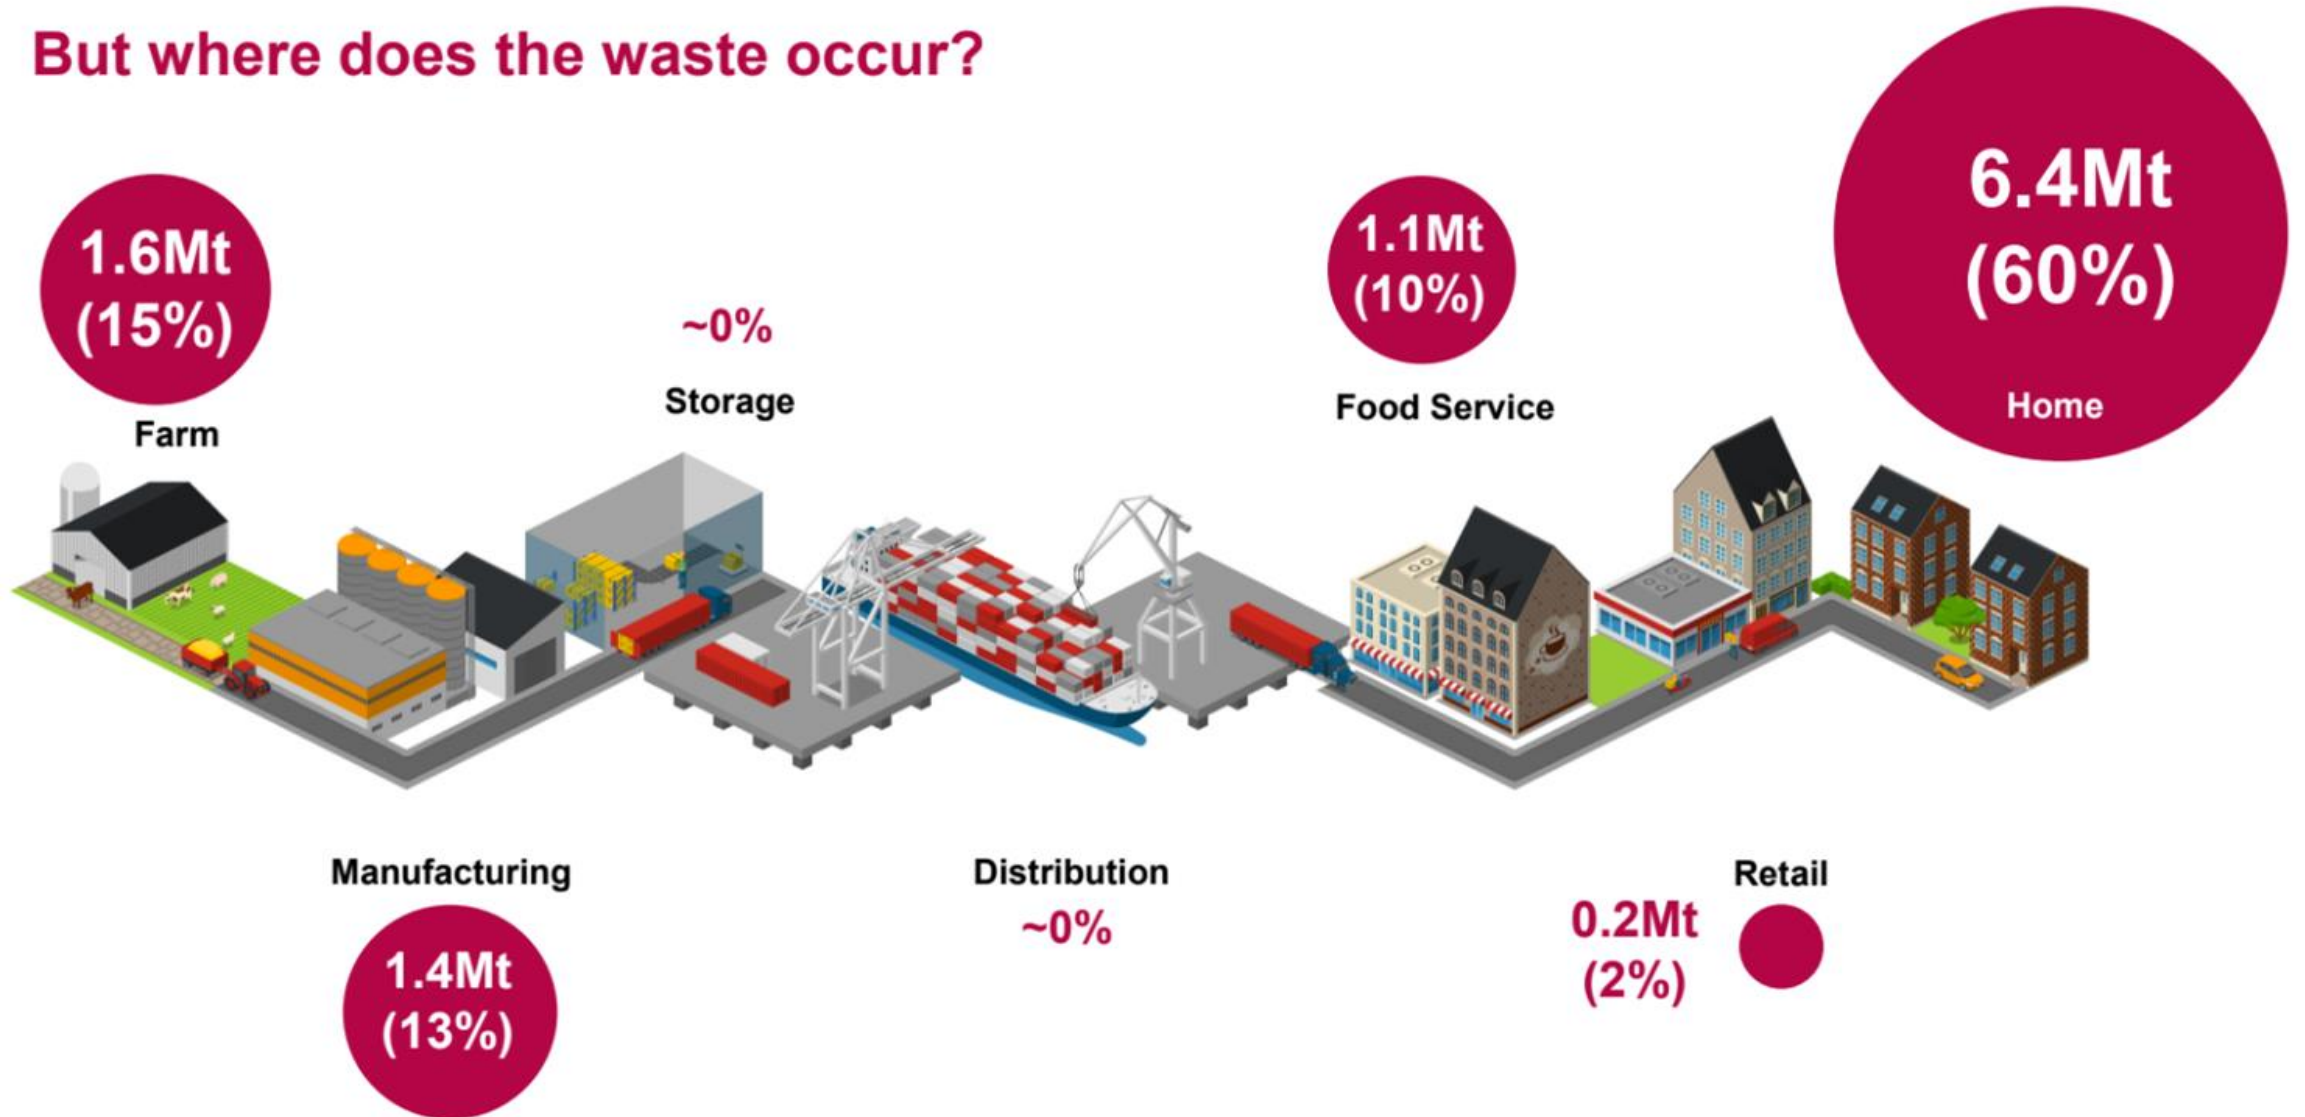 But where does the waste occur?
1.6Mt
(15%)
Farm
~0%
Storage
1.1Mt
(10%)
Food Service
6.4Mt
(60%)
Home
Manufacturing
1.4Mt
(13%)
Distribution
~0%
Retail
0.2Mt
(2%)